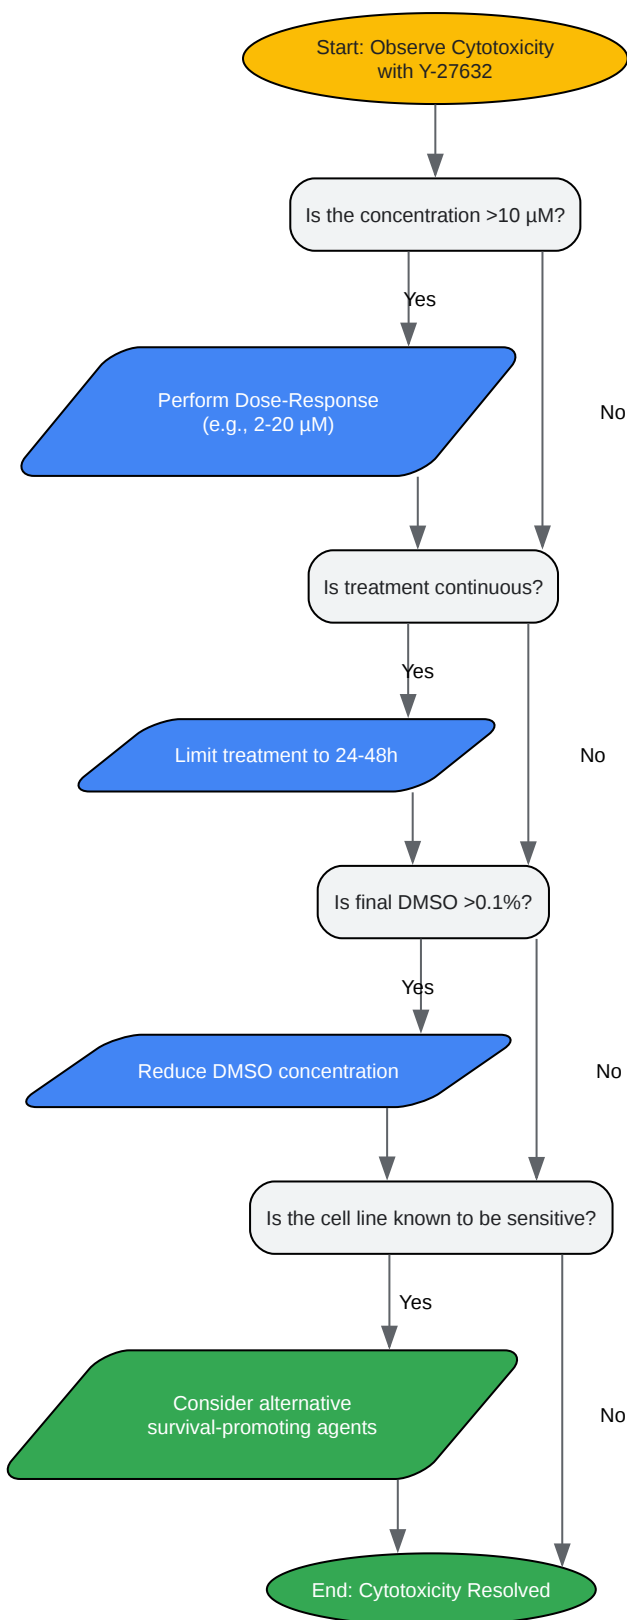 Start: Observe Cytotoxicity
with Y-27632
Is the concentration >10 µM?
Yes
Perform Dose-Response
(e.g., 2-20 µM)
No
Is treatment continuous?
Yes
Limit treatment to 24-48h
No
Is final DMSO >0.1%?
Yes
Reduce DMSO concentration
No
Is the cell line known to be sensitive?
Yes
Consider alternative
survival-promoting agents
No
End: Cytotoxicity Resolved